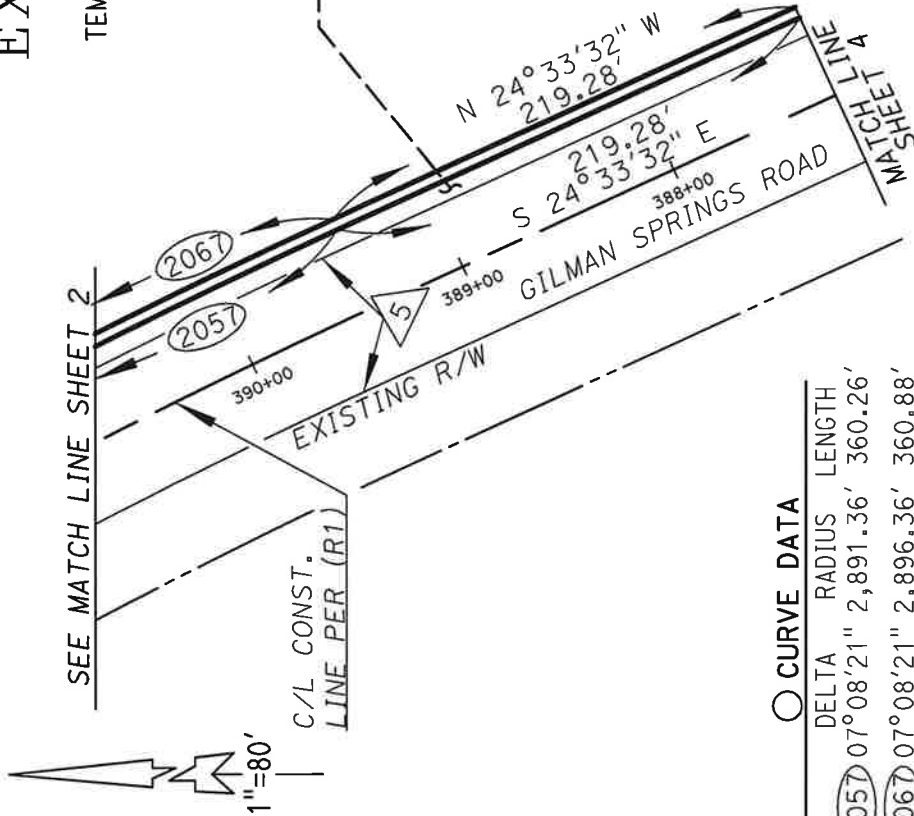 EX
TEM
SEE MATCH LINE SHEET 2
2067
2057
N 24°33'32" W
219.28'
219.28'
S 24°33'32" E
5
390+00
389+00
388+00
GILMAN SPRINGS ROAD
EXISTING R/W
MATCH LINE
SHEET 4
C/L CONST.
LINE PER (R1)
1"=80'
CURVE DATA
DELTA RADIUS LENGTH
057 07°08'21" 2,891.36' 360.26'
067 07°08'21" 2,896.36' 360.88'